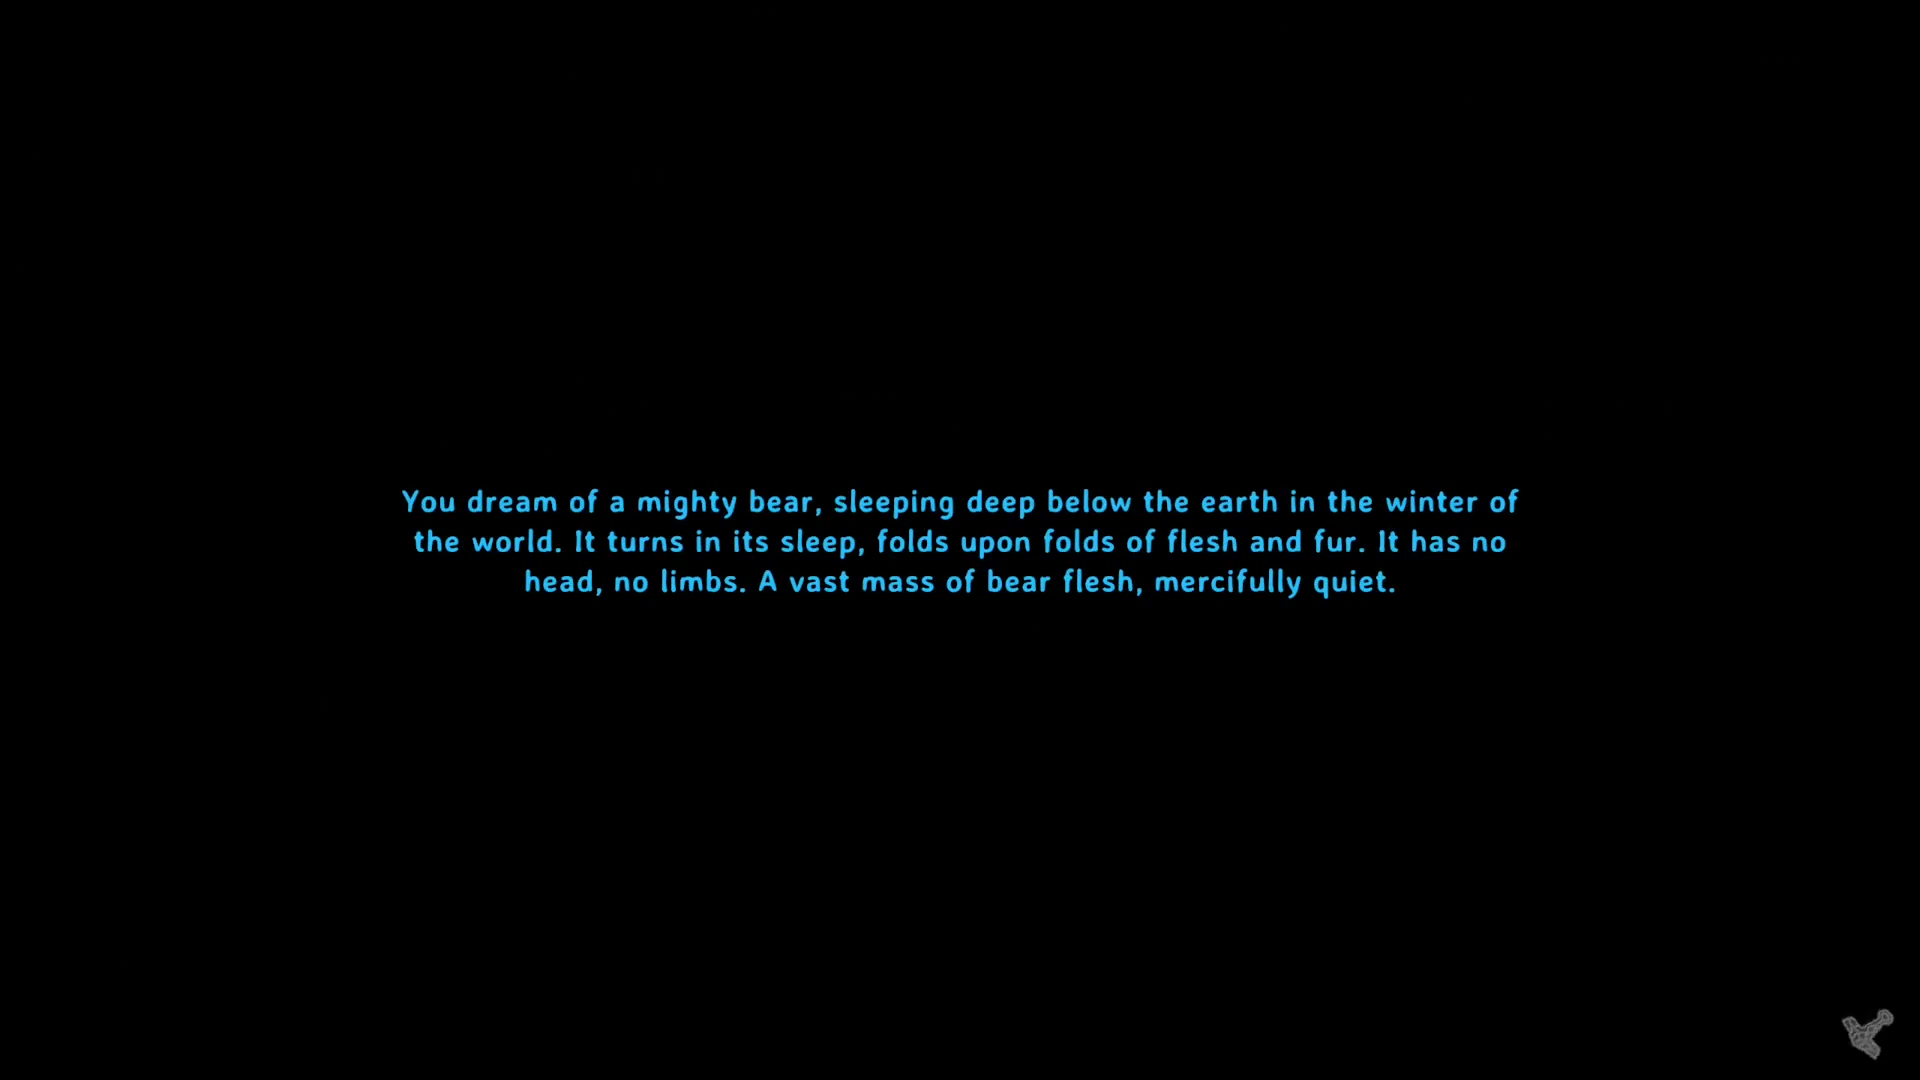 You dream of a mighty bear, sleeping deep below the earth in the winter of
the world. It turns in its sleep, folds upon folds of flesh and fur. It has no
head, no limbs. A vast mass of bear flesh, mercifully quiet.